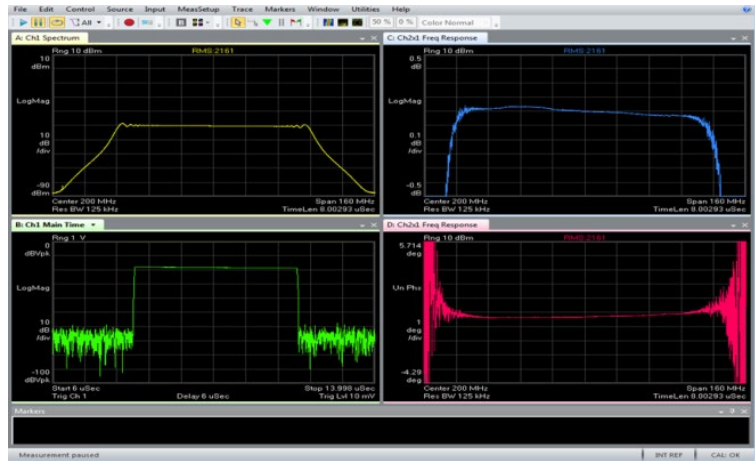 File Edit Control Source Input MeasSetup Trace Markers Window Utilities Help
All 50 % 0 % Color Normal
A: Ch1 Spectrum
Rng 10 dBm RMS:2161
10
dBm
LogMag
10
dB
/div
-90
dBm
Center 200 MHz Span 160 MHz
Res BW 125 kHz TimeLen 8.00293 uSec
C: Ch2x1 Freq Response
Rng 10 dBm RMS:2161
0.5
dB
LogMag
0.1
dB
/div
-0.5
dB
Center 200 MHz Span 160 MHz
Res BW 125 kHz TimeLen 8.00293 uSec
B: Ch1 Main Time
Rng 1 V
0
dBVpk
LogMag
10
dB
/div
-100
dBVpk
Start 6 uSec Stop 13.998 uSec
Trig Ch 1 Delay 6 uSec Trig Lvl 10 mV
D: Ch2x1 Freq Response
Rng 10 dBm RMS:2161
5.714
deg
Un Phs
1
deg
/div
-4.29
deg
Center 200 MHz Span 160 MHz
Res BW 125 kHz TimeLen 8.00293 uSec
Markers
Measurement paused INT REF CAL: OK